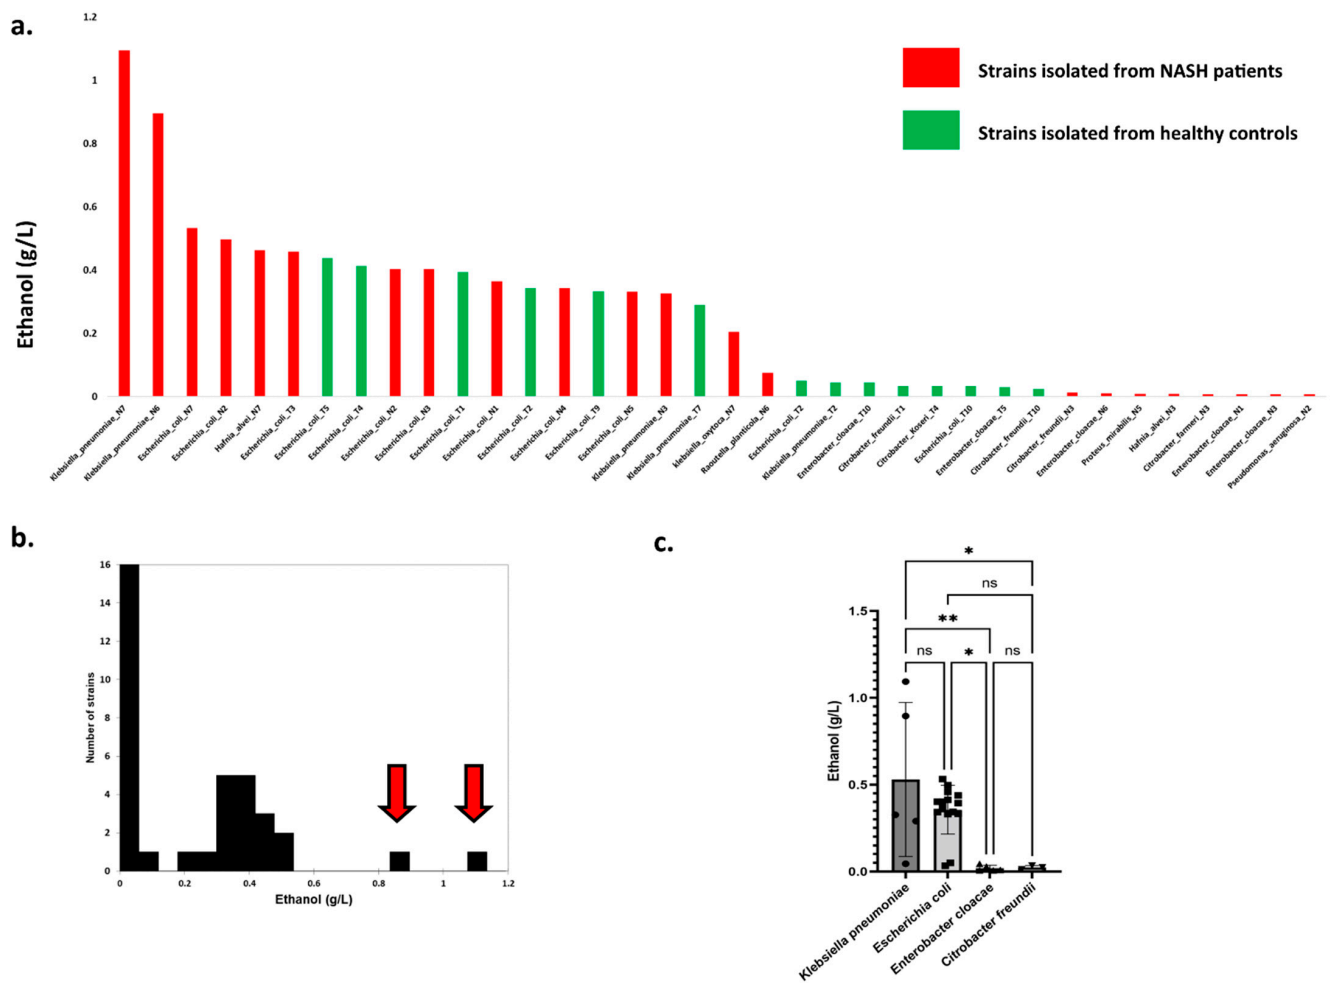 a.
1.2
1
0.8
0.6
0.4
0.2
0
Ethanol (g/L)
Strains isolated from NASH patients
Strains isolated from healthy controls
Klebsiella_pneumoniae_N7
Klebsiella_pneumoniae_N6
Escherichia_coli_N7
Escherichia_coli_N2
Hafnia_alvei_N7
Escherichia_coli_T3
Escherichia_coli_T5
Escherichia_coli_T4
Escherichia_coli_N2
Escherichia_coli_N3
Escherichia_coli_T1
Escherichia_coli_N1
Escherichia_coli_T2
Escherichia_coli_N4
Escherichia_coli_T9
Escherichia_coli_N5
Klebsiella_pneumoniae_N3
Klebsiella_pneumoniae_T7
klebsiella_oxytoca_N7
Raoutella_planticola_N6
Escherichia_coli_T2
Klebsiella_pneumoniae_T2
Enterobacter_cloacae_T10
Citrobacter_freundii_T1
Citrobacter_Koseri_T4
Escherichia_coli_T10
Enterobacter_cloacae_T5
Citrobacter_freundii_T10
Citrobacter_freundii_N3
Enterobacter_cloacae_N6
Proteus_mirabilis_N5
Hafnia_alvei_N3
Citrobacter_farmeri_N3
Enterobacter_cloacae_N1
Enterobacter_cloacae_N3
Pseudomonas_aeruginosa_N2
b.
16
14
12
10
8
6
4
2
0
Number of strains
0 0.2 0.4 0.6 0.8 1 1.2
Ethanol (g/L)
c.
*
ns
**
ns * ns
1.5
1.0
0.5
0.0
Ethanol (g/L)
Klebsiella pneumoniae
Escherichia coli
Enterobacter cloacae
Citrobacter freundii